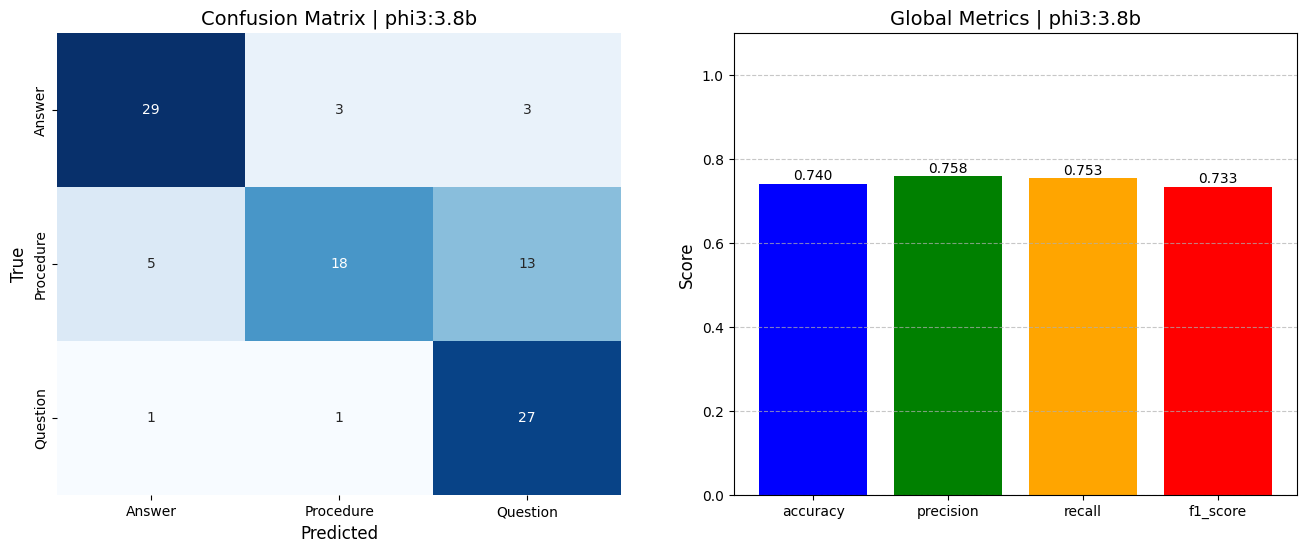 Confusion Matrix | phi3:3.8b
True
Answer
29 3 3
Procedure
5 18 13
Question
1 1 27
Answer Procedure Question
Predicted
Global Metrics | phi3:3.8b
Score
1.0
0.8
0.6
0.4
0.2
0.0
0.740
0.758
0.753
0.733
accuracy precision recall f1_score